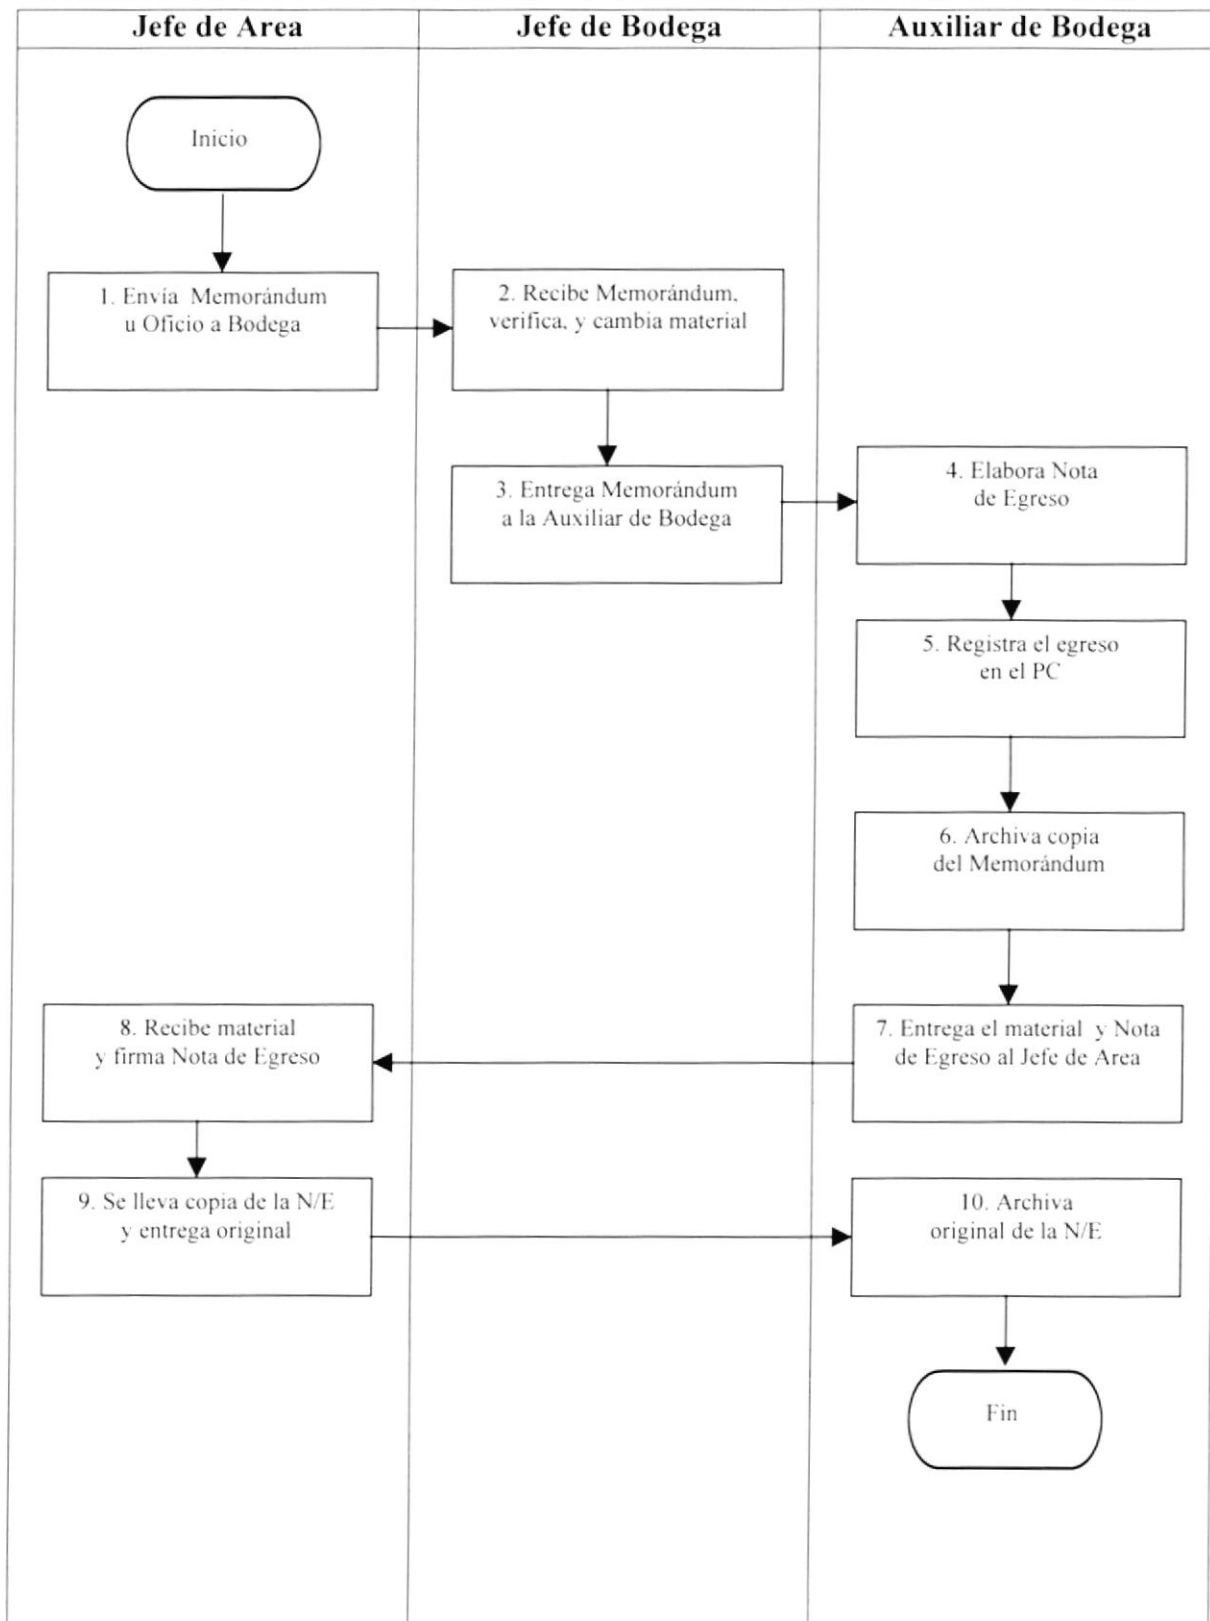 Jefe de Area
Jefe de Bodega
Auxiliar de Bodega
Inicio
1. Envía Memorándum
u Oficio a Bodega
2. Recibe Memorándum,
verifica, y cambia material
3. Entrega Memorándum
a la Auxiliar de Bodega
4. Elabora Nota
de Egreso
5. Registra el egreso
en el PC
6. Archiva copia
del Memorándum
7. Entrega el material y Nota
de Egreso al Jefe de Area
8. Recibe material
y firma Nota de Egreso
9. Se lleva copia de la N/E
y entrega original
10. Archiva
original de la N/E
Fin